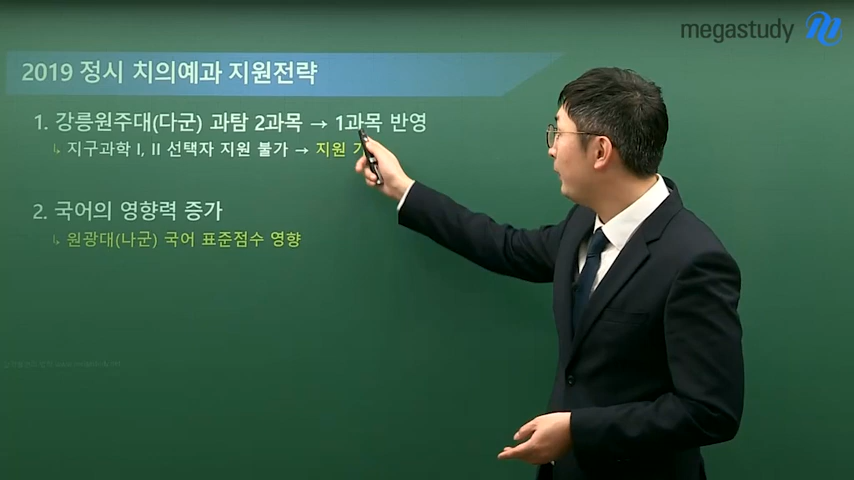 megastudy
2019 정시 치의예과 지원전략
1. 강릉원주대(다군) 과탐 2과목 → 1과목 반영
↳ 지구과학 I, II 선택자 지원 불가 → 지원
2. 국어의 영향력 증가
↳ 원광대(나군) 국어 표준점수 영향